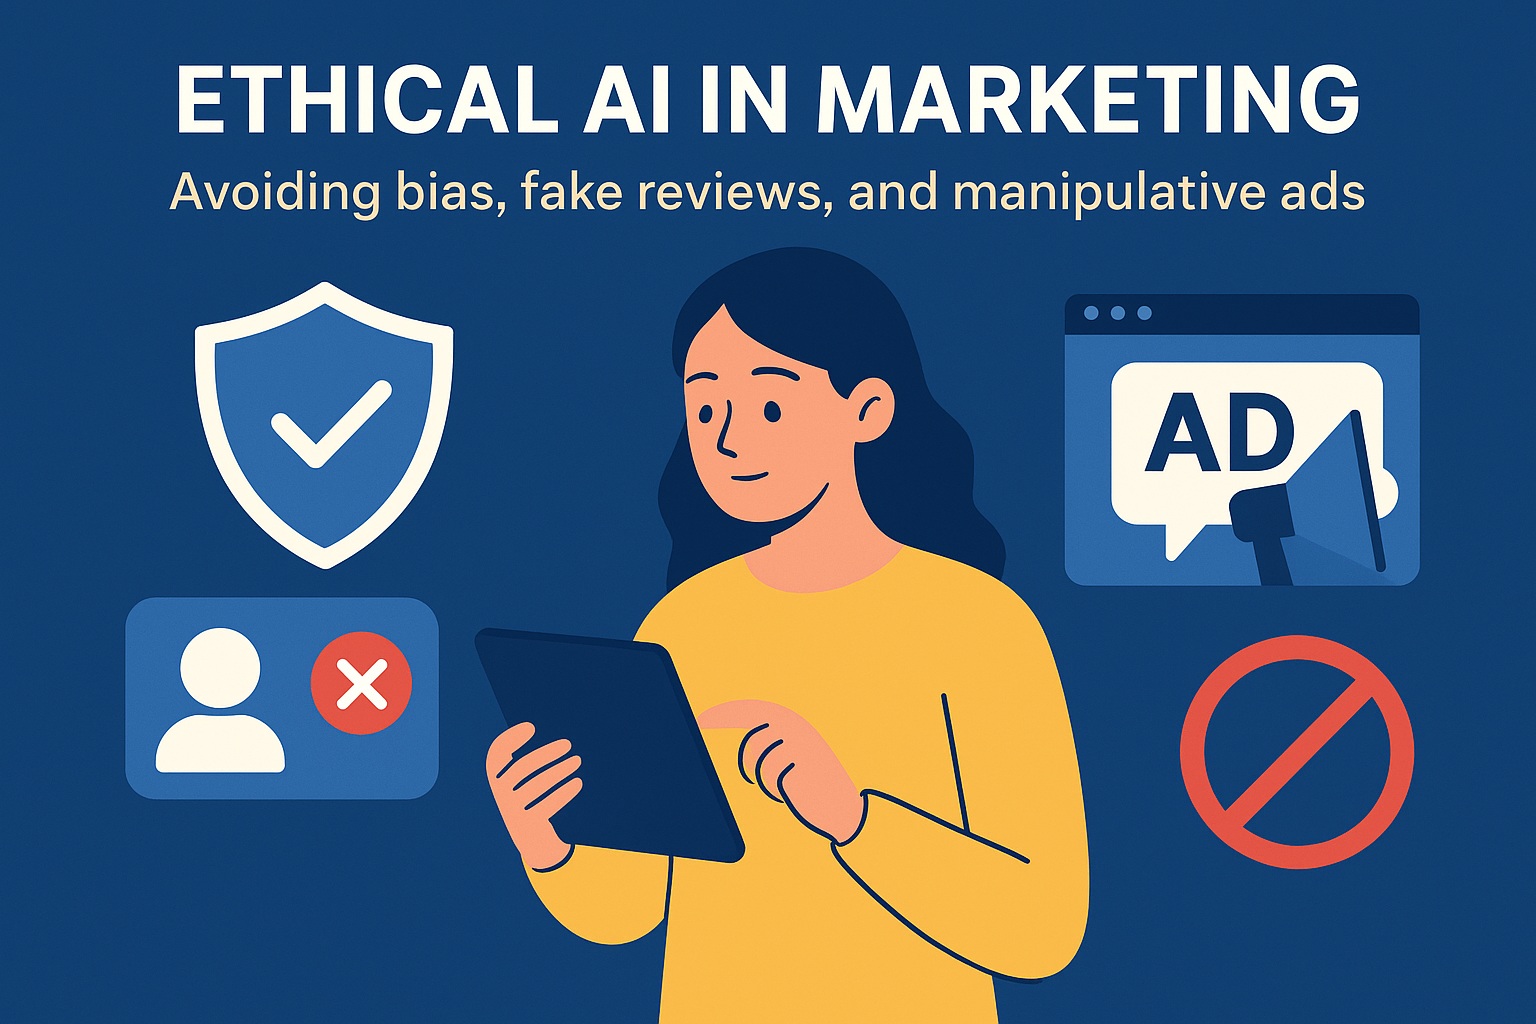 ETHICAL AI IN MARKETING
Avoiding bias, fake reviews, and manipulative ads
AD